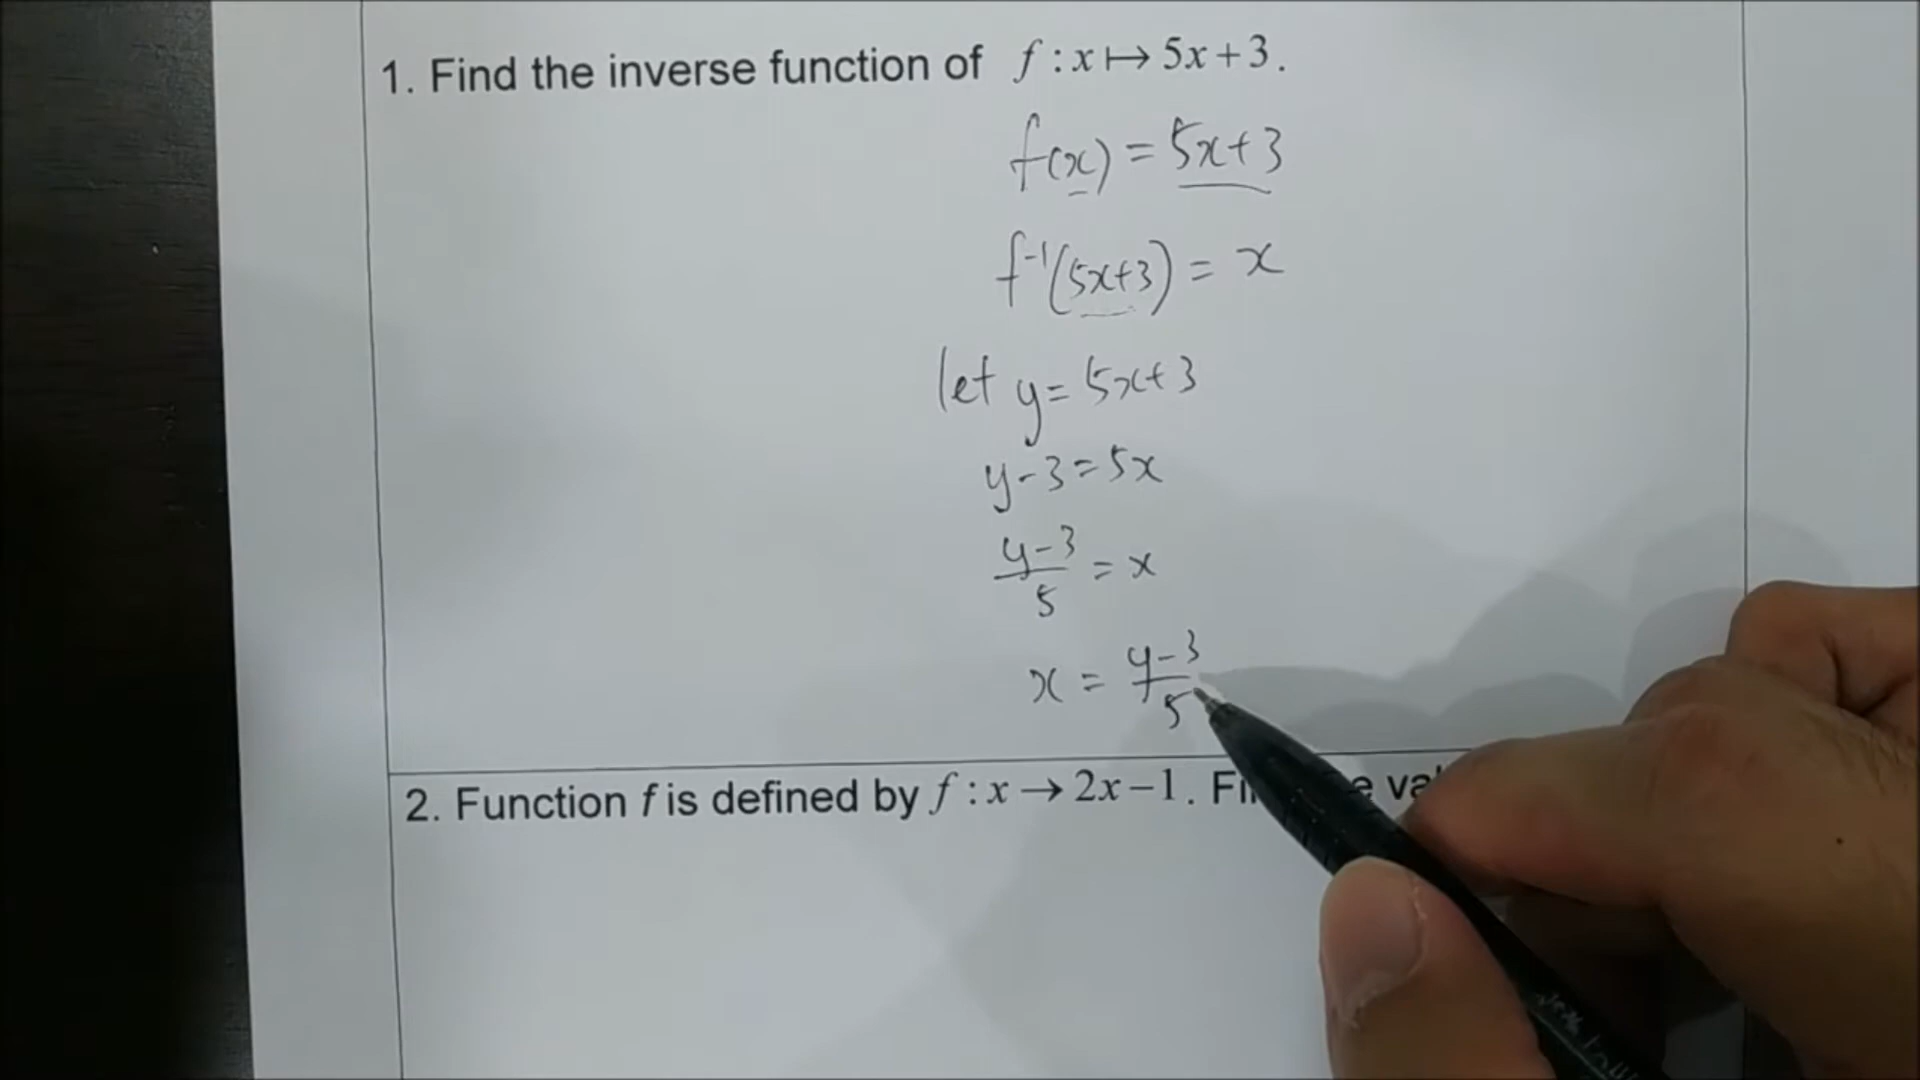 1. Find the inverse function of f : x ↦ 5x + 3.
f(x) = 5x+3
f⁻¹(5x+3) = x
let y = 5x+3
y-3 = 5x
(y-3)/5 = x
x = (y-3)/5
2. Function f is defined by f : x → 2x − 1.